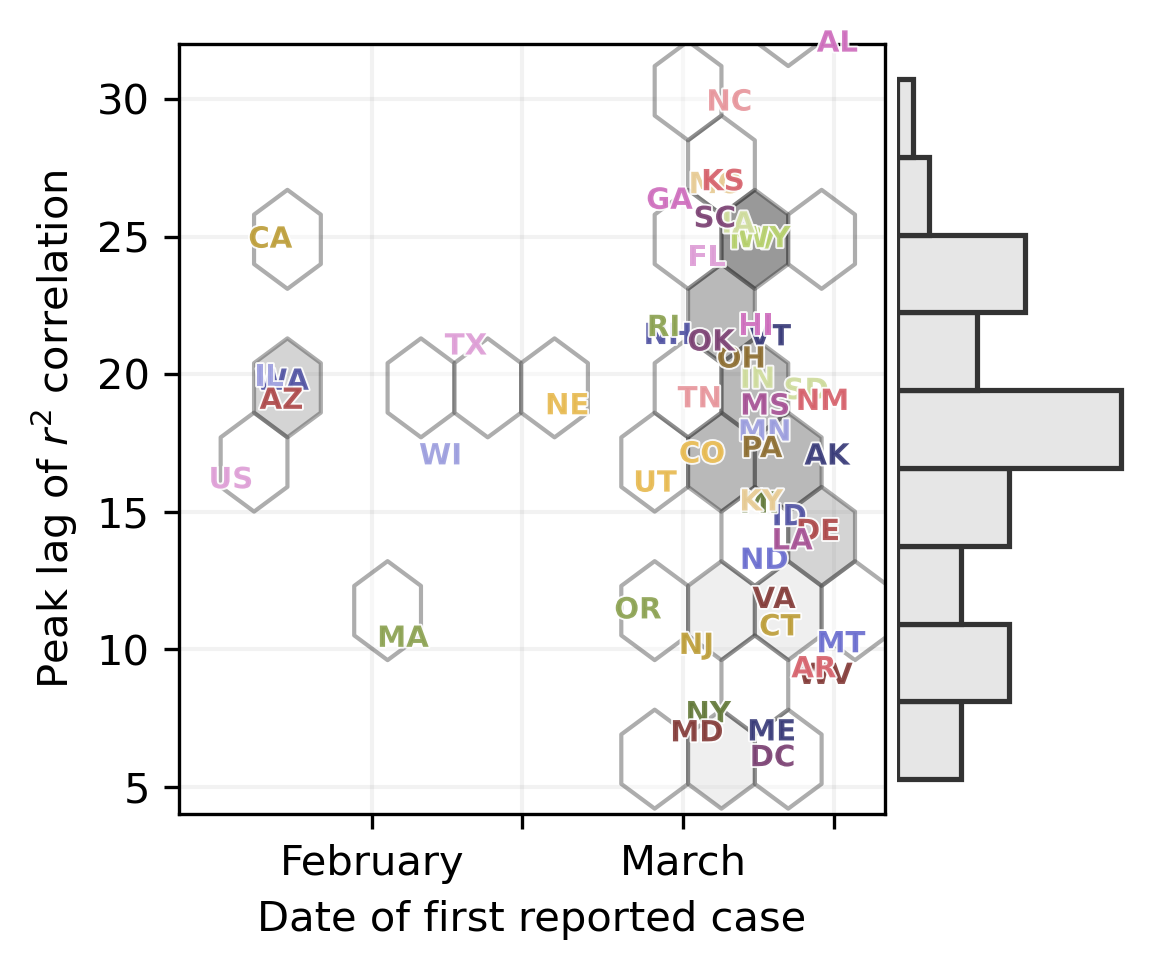 AL
30
NC
KS
GA
SC
25
CA
WY
FL
RI
NH
HI
VT
OK
TX
OH
20
IL
WA
IN
SD
AZ
NE
TN
MS
NM
MN
WI
CO
PA
AK
US
UT
KY
15
ID
DE
LA
ND
OR
VA
MA
CT
NJ
MT
10
AR
WV
NY
MD
ME
DC
5
February
March
Date of first reported case
Peak lag of r² correlation